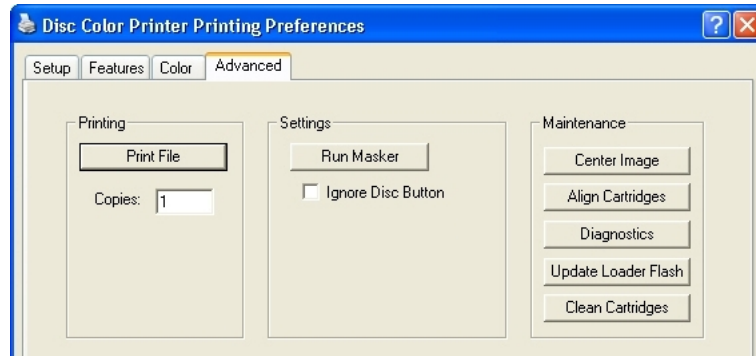 Disc Color Printer Printing Preferences
?
Setup Features Color Advanced
Printing
Print File
Copies: 1
Settings
Run Masker
Ignore Disc Button
Maintenance
Center Image
Align Cartridges
Diagnostics
Update Loader Flash
Clean Cartridges